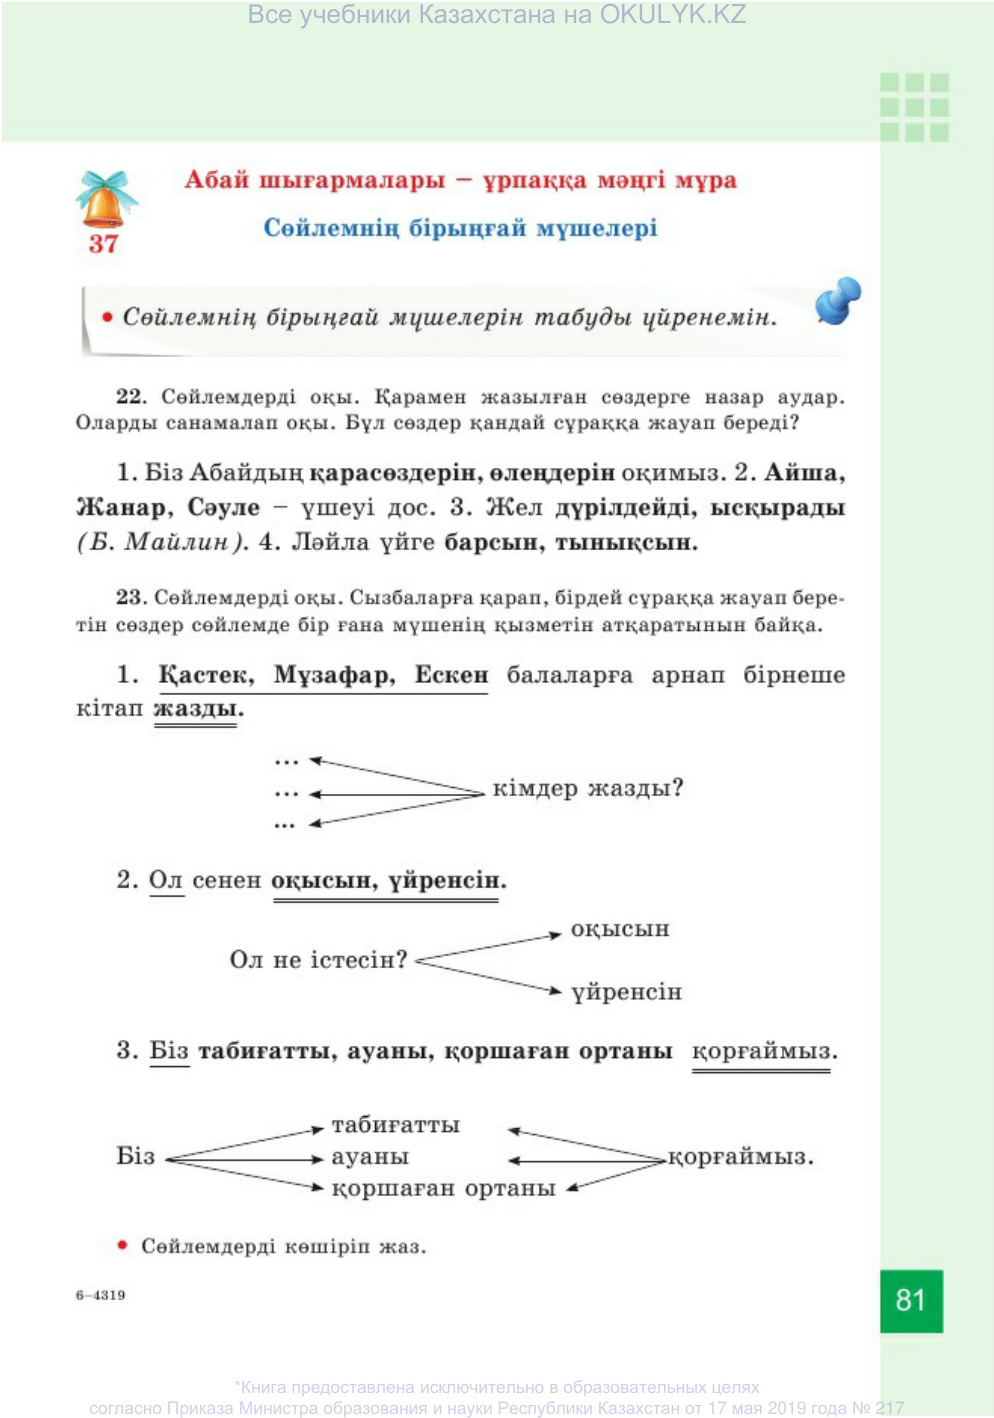 Все учебники Казахстана на OKULYK.KZ
Абай шығармалары – ұрпаққа мәңгі мұра
Сөйлемнің бірыңғай мүшелері
37
• Сөйлемнің бірыңғай мүшелерін табуды үйренемін.
22. Сөйлемдерді оқы. Қарамен жазылған сөздерге назар аудар.
Оларды санамалап оқы. Бұл сөздер қандай сұраққа жауап береді?
1. Біз Абайдың қарасөздерін, өлеңдерін оқимыз. 2. Айша,
Жанар, Сәуле – үшеуі дос. 3. Жел дүрілдейді, ысқырады
(Б. Майлин). 4. Ләйла үйге барсын, тынықсын.
23. Сөйлемдерді оқы. Сызбаларға қарап, бірдей сұраққа жауап бере-
тін сөздер сөйлемде бір ғана мүшенің қызметін атқаратынын байқа.
1. Қастек, Мұзафар, Ескен балаларға арнап бірнеше
кітап жазды.
...
... кімдер жазды?
...
2. Ол сенен оқысын, үйренсін.
оқысын
Ол не істесін?
үйренсін
3. Біз табиғатты, ауаны, қоршаған ортаны қорғаймыз.
табиғатты
Біз ауаны қорғаймыз.
қоршаған ортаны
• Сөйлемдерді көшіріп жаз.
6–4319
81
*Книга предоставлена исключительно в образовательных целях
согласно Приказа Министра образования и науки Республики Казахстан от 17 мая 2019 года № 217